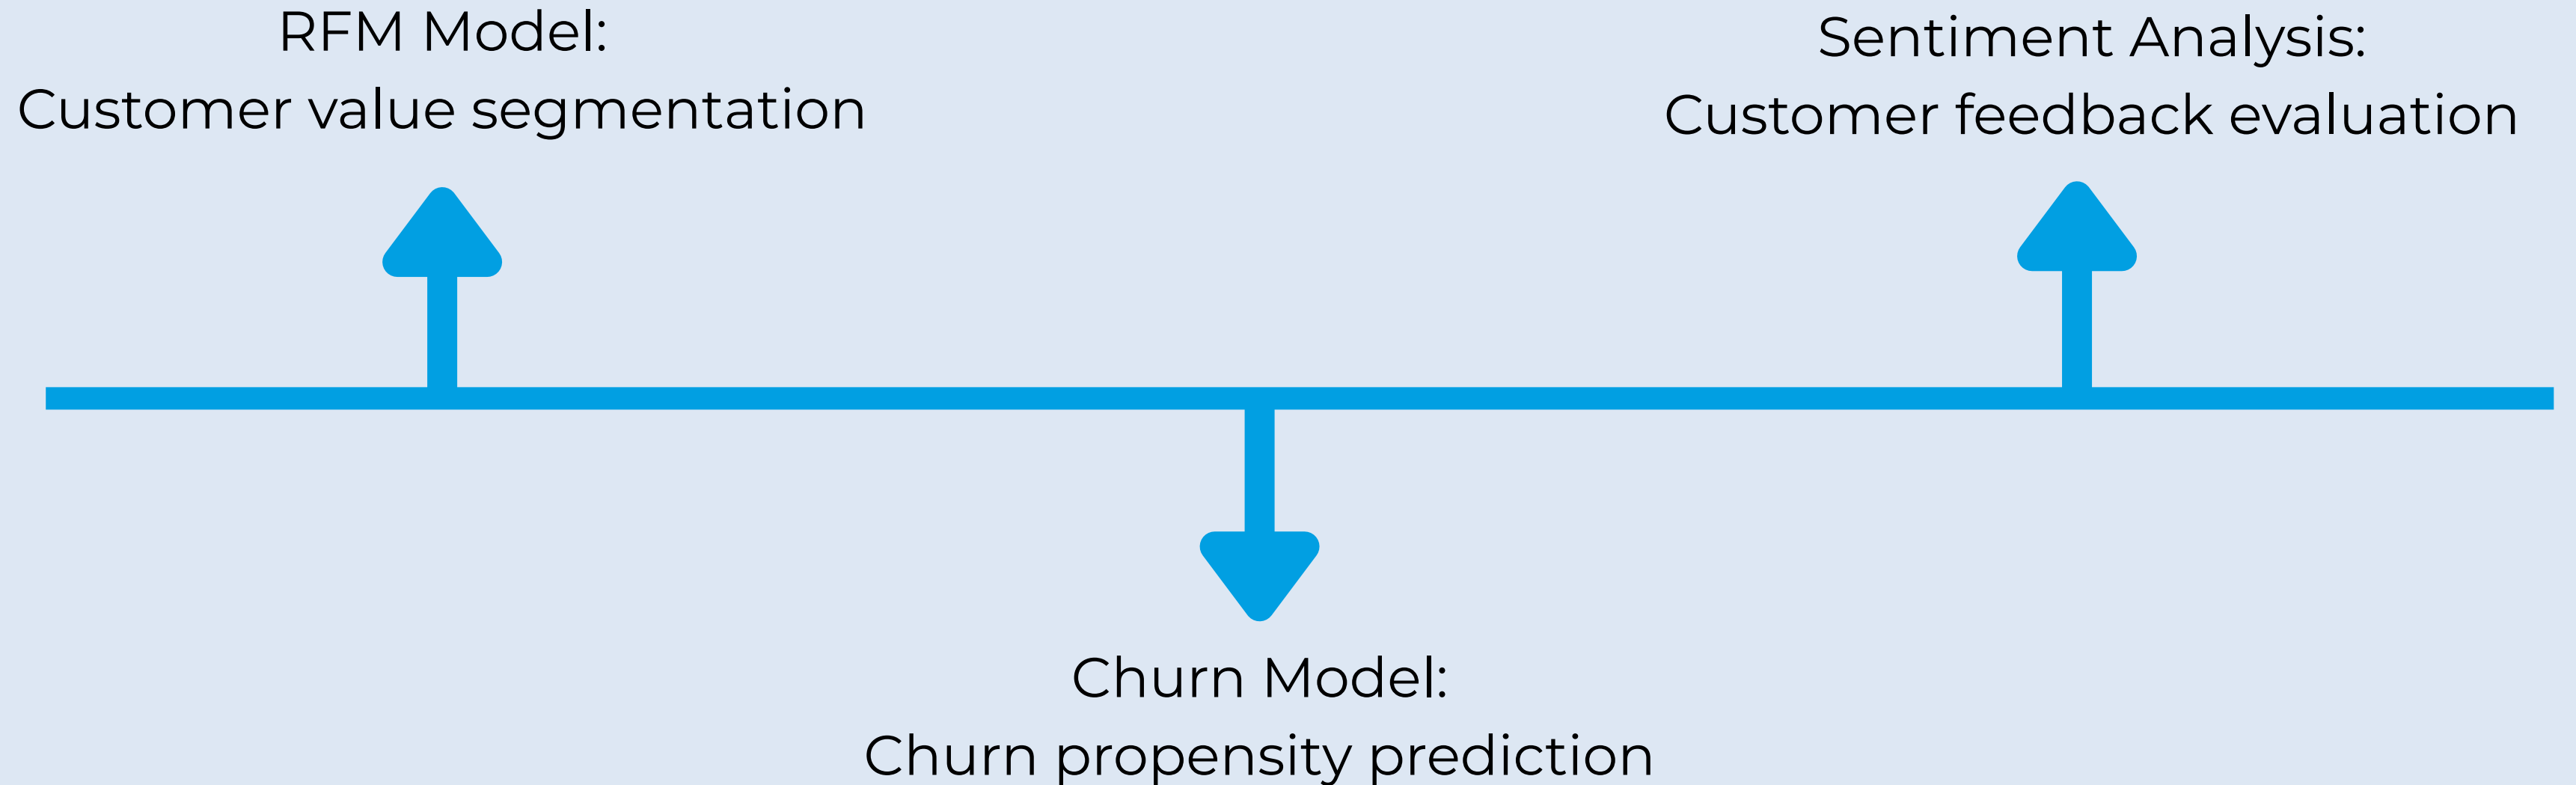 RFM Model:
Customer value segmentation
Sentiment Analysis:
Customer feedback evaluation
Churn Model:
Churn propensity prediction